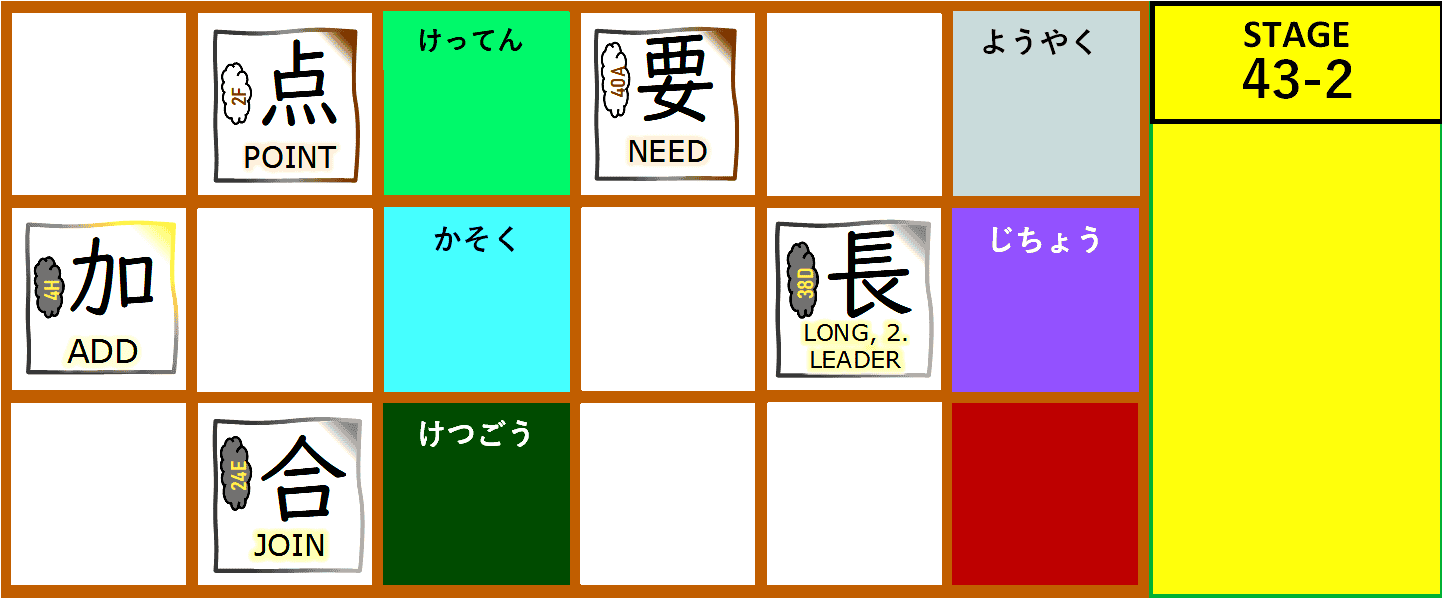 点
2F
POINT
けってん
要
40A
NEED
ようやく
STAGE
43-2
加
4H
ADD
かそく
長
38D
LONG, 2.
LEADER
じちょう
合
24E
JOIN
けつごう